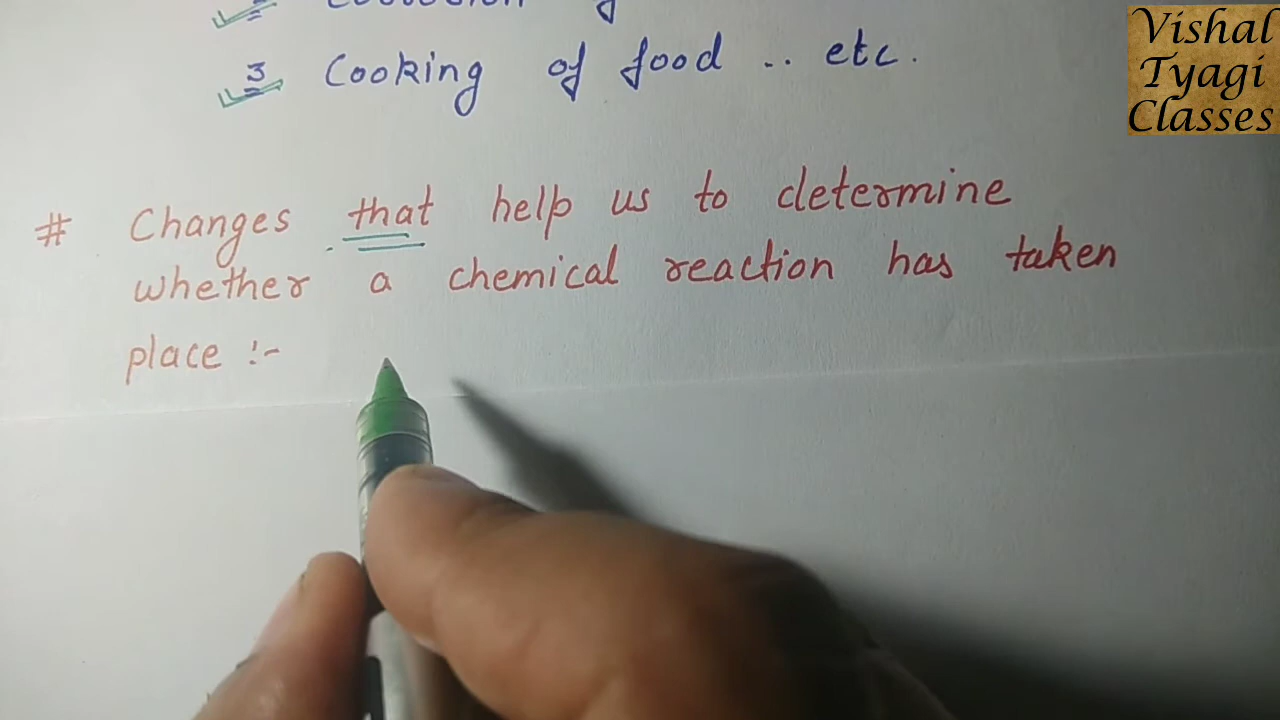 3 Cooking of food .. etc.
# Changes that help us to determine
whether a chemical reaction has taken
place :-
Vishal
Tyagi
Classes